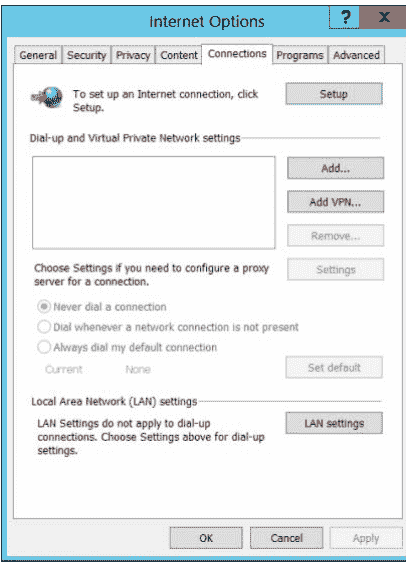 Internet Options
?
X
General Security Privacy Content Connections Programs Advanced
To set up an Internet connection, click
Setup.
Setup
Dial-up and Virtual Private Network settings
Add...
Add VPN...
Remove...
Choose Settings if you need to configure a proxy
server for a connection.
Settings
Never dial a connection
Dial whenever a network connection is not present
Always dial my default connection
Current None
Set default
Local Area Network (LAN) settings
LAN Settings do not apply to dial-up
connections. Choose Settings above for dial-up
settings.
LAN settings
OK Cancel Apply